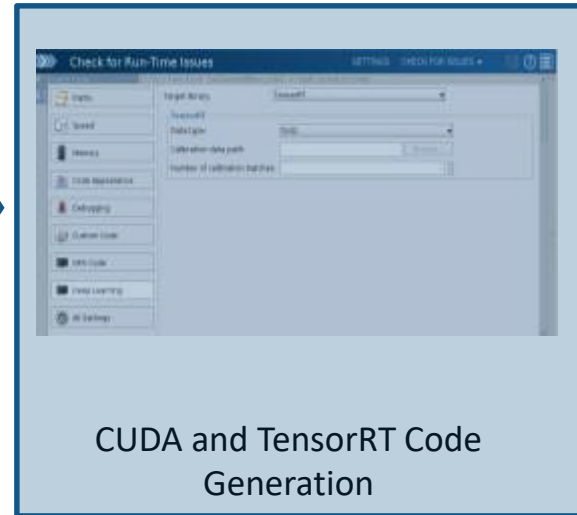 Check for Run-Time Issues
SETTINGS CHECK FOR ISSUES
Paths
Target library TensorRT
Speed
TensorRT
Data type
Memory
Calibration data path
Number of calibration batches
Code Appearance
Debugging
Custom Code
GPU Code
Deep Learning
All Settings
CUDA and TensorRT Code
Generation